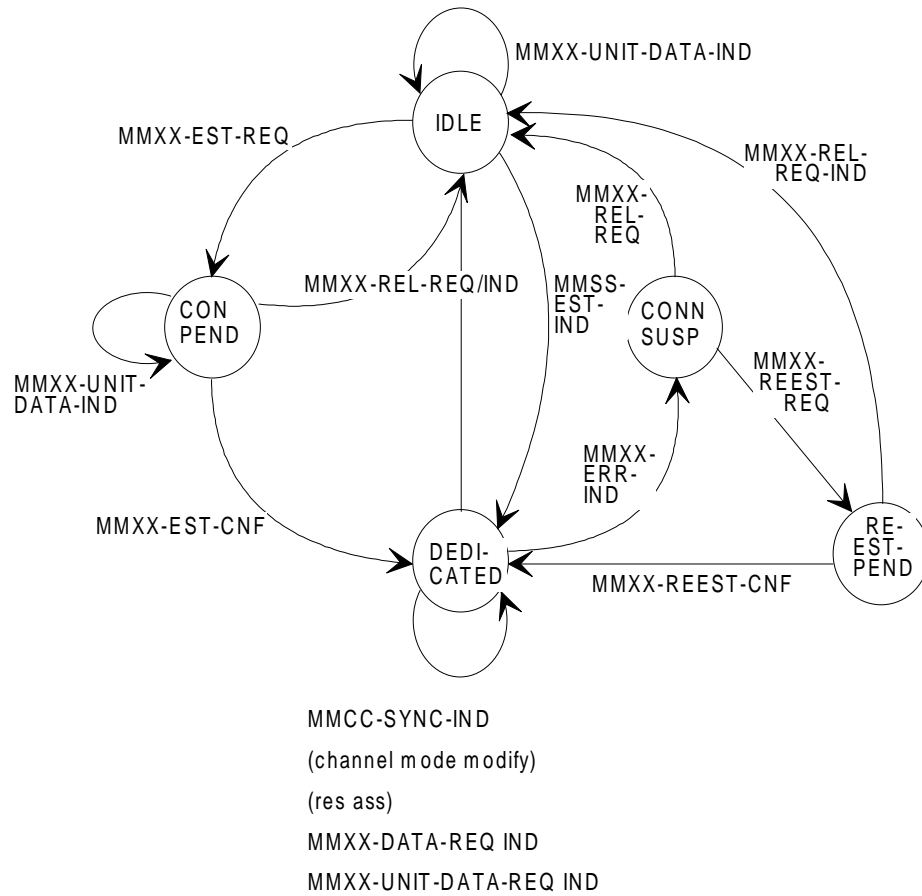 MMXX-UNIT-DATA-IND
IDLE
MMXX-EST-REQ
MMXX-REL-
REQ-IND
MMXX-
REL-
REQ
MMXX-REL-REQ/IND
MMSS-
EST-
IND
CON
PEND
CONN
SUSP
MMXX-UNIT-
DATA-IND
MMXX-
REEST-
REQ
MMXX-
ERR-
IND
MMXX-EST-CNF
DEDI-
CATED
RE-
EST-
PEND
MMXX-REEST-CNF
MMCC-SYNC-IND
(channel mode modify)
(res ass)
MMXX-DATA-REQ IND
MMXX-UNIT-DATA-REQ IND